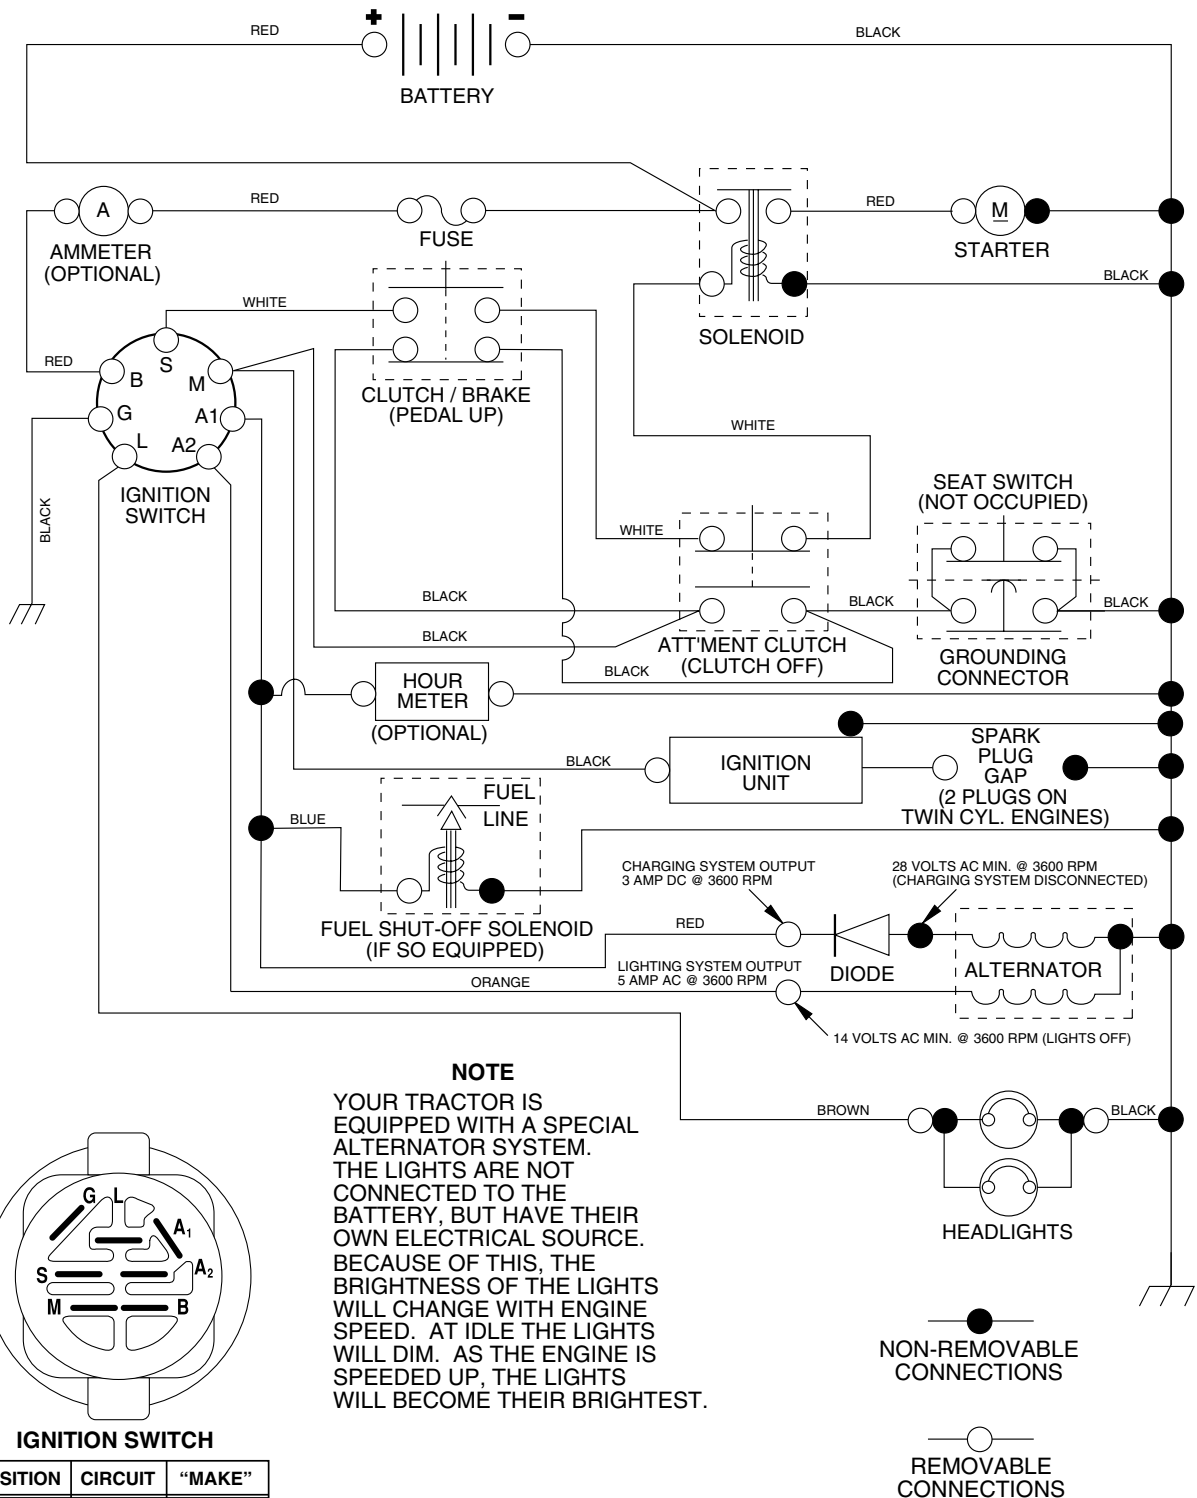 RED
+
-
BLACK
BATTERY
A
RED
RED
M
AMMETER
(OPTIONAL)
FUSE
STARTER
BLACK
SOLENOID
WHITE
RED
S
B
M
G
A1
L
A2
CLUTCH / BRAKE
(PEDAL UP)
WHITE
IGNITION
SWITCH
BLACK
SEAT SWITCH
(NOT OCCUPIED)
WHITE
BLACK
BLACK
BLACK
BLACK
ATT'MENT CLUTCH
(CLUTCH OFF)
BLACK
GROUNDING
CONNECTOR
HOUR
METER
(OPTIONAL)
BLACK
IGNITION
UNIT
SPARK
PLUG
GAP
(2 PLUGS ON
TWIN CYL. ENGINES)
FUEL
LINE
BLUE
CHARGING SYSTEM OUTPUT
3 AMP DC @ 3600 RPM
28 VOLTS AC MIN. @ 3600 RPM
(CHARGING SYSTEM DISCONNECTED)
FUEL SHUT-OFF SOLENOID
(IF SO EQUIPPED)
RED
LIGHTING SYSTEM OUTPUT
5 AMP AC @ 3600 RPM
DIODE
ALTERNATOR
ORANGE
14 VOLTS AC MIN. @ 3600 RPM (LIGHTS OFF)
NOTE
YOUR TRACTOR IS
EQUIPPED WITH A SPECIAL
ALTERNATOR SYSTEM.
THE LIGHTS ARE NOT
CONNECTED TO THE
BATTERY, BUT HAVE THEIR
OWN ELECTRICAL SOURCE.
BECAUSE OF THIS, THE
BRIGHTNESS OF THE LIGHTS
WILL CHANGE WITH ENGINE
SPEED. AT IDLE THE LIGHTS
WILL DIM. AS THE ENGINE IS
SPEEDED UP, THE LIGHTS
WILL BECOME THEIR BRIGHTEST.
BROWN
BLACK
HEADLIGHTS
G
L
A1
S
A2
M
B
IGNITION SWITCH
SITION CIRCUIT "MAKE"
NON-REMOVABLE
CONNECTIONS
REMOVABLE
CONNECTIONS